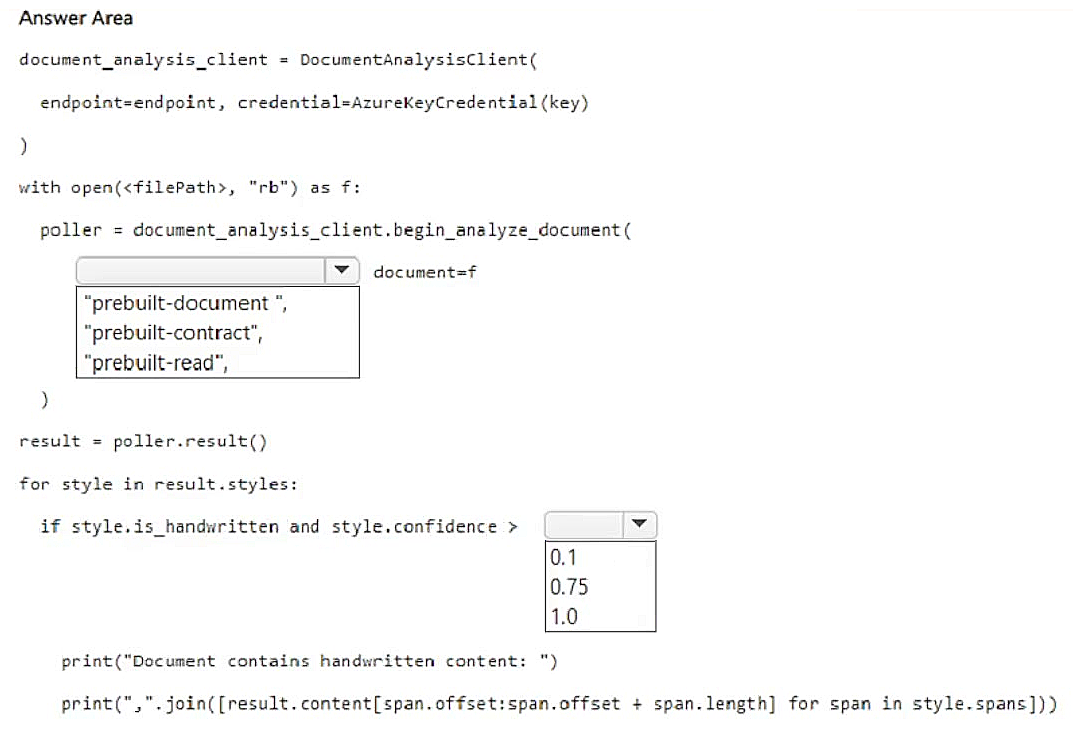 Answer Area
document_analysis_client = DocumentAnalysisClient(
endpoint=endpoint, credential=AzureKeyCredential(key)
)
with open(<filePath>, "rb") as f:
poller = document_analysis_client.begin_analyze_document(
document=f
"prebuilt-document ",
"prebuilt-contract",
"prebuilt-read",
)
result = poller.result()
for style in result.styles:
if style.is_handwritten and style.confidence >
0.1
0.75
1.0
print("Document contains handwritten content: ")
print(",".join([result.content[span.offset:span.offset + span.length] for span in style.spans]))